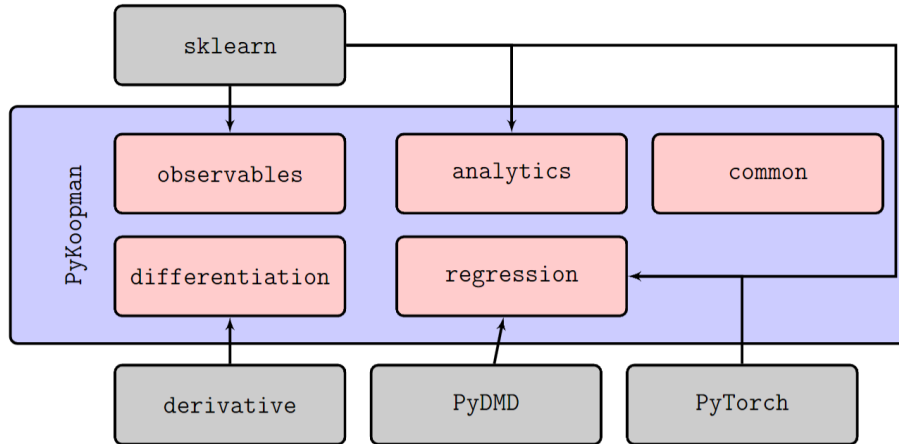 sklearn
PyKoopman
observables
analytics
common
differentiation
regression
derivative
PyDMD
PyTorch